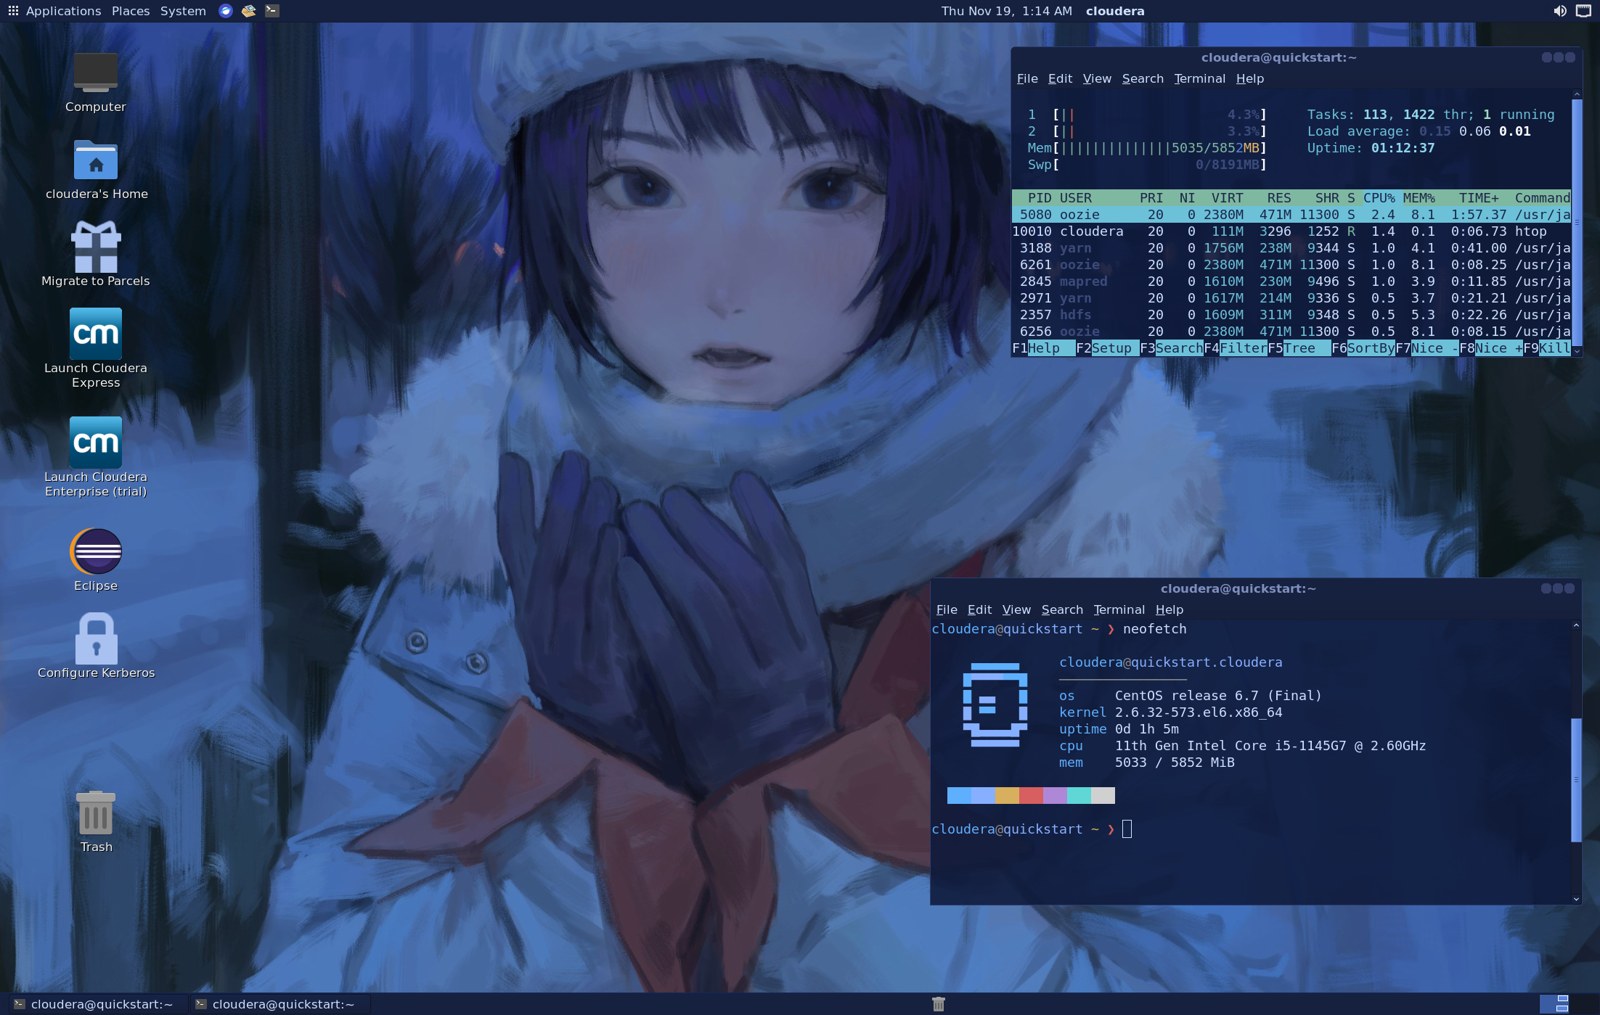 Applications Places System
Thu Nov 19, 1:14 AM cloudera
Computer
cloudera's Home
Migrate to Parcels
cm
Launch Cloudera
Express
cm
Launch Cloudera
Enterprise (trial)
Eclipse
Configure Kerberos
Trash
cloudera@quickstart:~
File Edit View Search Terminal Help
1 [|| 4.3%] Tasks: 113, 1422 thr; 1 running
2 [|| 3.3%] Load average: 0.15 0.06 0.01
Mem[||||||||||||||5035/5852MB] Uptime: 01:12:37
Swp[ 0/8191MB]
PID USER PRI NI VIRT RES SHR S CPU% MEM% TIME+ Command
5080 oozie 20 0 2380M 471M 11300 S 2.4 8.1 1:57.37 /usr/ja
10010 cloudera 20 0 111M 3296 1252 R 1.4 0.1 0:06.73 htop
3188 yarn 20 0 1756M 238M 9344 S 1.0 4.1 0:41.00 /usr/ja
6261 oozie 20 0 2380M 471M 11300 S 1.0 8.1 0:08.25 /usr/ja
2845 mapred 20 0 1610M 230M 9496 S 1.0 3.9 0:11.85 /usr/ja
2971 yarn 20 0 1617M 214M 9336 S 0.5 3.7 0:21.21 /usr/ja
2357 hdfs 20 0 1609M 311M 9348 S 0.5 5.3 0:22.26 /usr/ja
6256 oozie 20 0 2380M 471M 11300 S 0.5 8.1 0:08.15 /usr/ja
F1Help F2Setup F3SearchF4FilterF5Tree F6SortByF7Nice -F8Nice +F9Kill
cloudera@quickstart:~
File Edit View Search Terminal Help
cloudera@quickstart ~ ❯ neofetch
cloudera@quickstart.cloudera
os CentOS release 6.7 (Final)
kernel 2.6.32-573.el6.x86_64
uptime 0d 1h 5m
cpu 11th Gen Intel Core i5-1145G7 @ 2.60GHz
mem 5033 / 5852 MiB
cloudera@quickstart ~ ❯
cloudera@quickstart:~
cloudera@quickstart:~